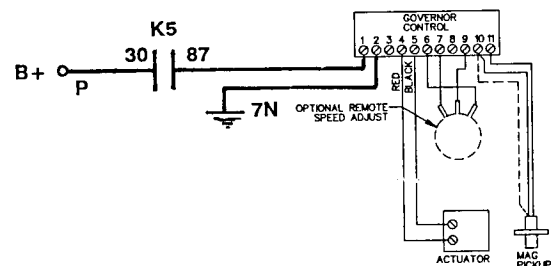 GOVERNOR
CONTROL
K5
1 2 3 4 5 6 7 8 9 10 11
30 87
B+
P
RED
BLACK
7N
OPTIONAL REMOTE
SPEED ADJUST
ACTUATOR
MAG
PICKUP